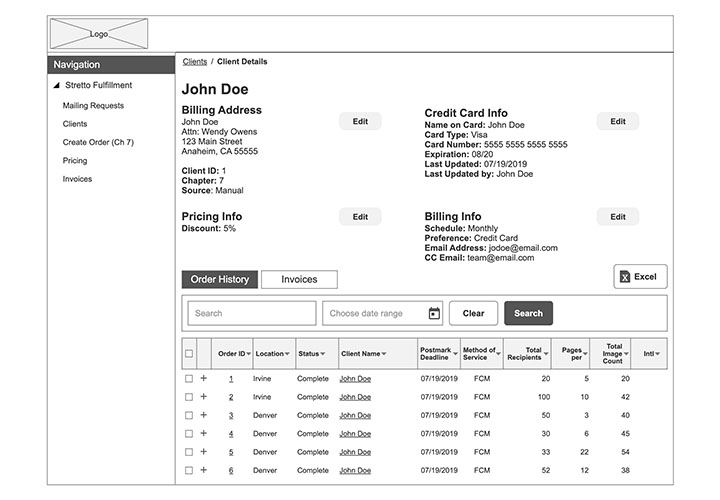 Logo
Navigation
Stretto Fulfillment
Mailing Requests
Clients
Create Order (Ch 7)
Pricing
Invoices
Clients / Client Details
John Doe
Billing Address
John Doe
Attn: Wendy Owens
123 Main Street
Anaheim, CA 55555
Client ID: 1
Chapter: 7
Source: Manual
Edit
Credit Card Info
Name on Card: John Doe
Card Type: Visa
Card Number: 5555 5555 5555 5555
Expiration: 08/20
Last Updated: 07/19/2019
Last Updated by: John Doe
Edit
Pricing Info
Discount: 5%
Edit
Billing Info
Schedule: Monthly
Preference: Credit Card
Email Address: jodoe@email.com
CC Email: team@email.com
Edit
Order History Invoices
Excel
Search Choose date range Clear Search
Order ID Location Status Client Name Postmark Deadline Method of Service Total Recipients Pages per Total Image Count Intl
+ 1 Irvine Complete John Doe 07/19/2019 FCM 20 5 20
+ 2 Irvine Complete John Doe 07/19/2019 FCM 100 10 42
+ 3 Denver Complete John Doe 07/19/2019 FCM 50 3 40
+ 4 Denver Complete John Doe 07/19/2019 FCM 30 6 45
+ 5 Denver Complete John Doe 07/19/2019 FCM 33 22 54
+ 6 Denver Complete John Doe 07/19/2019 FCM 52 12 38